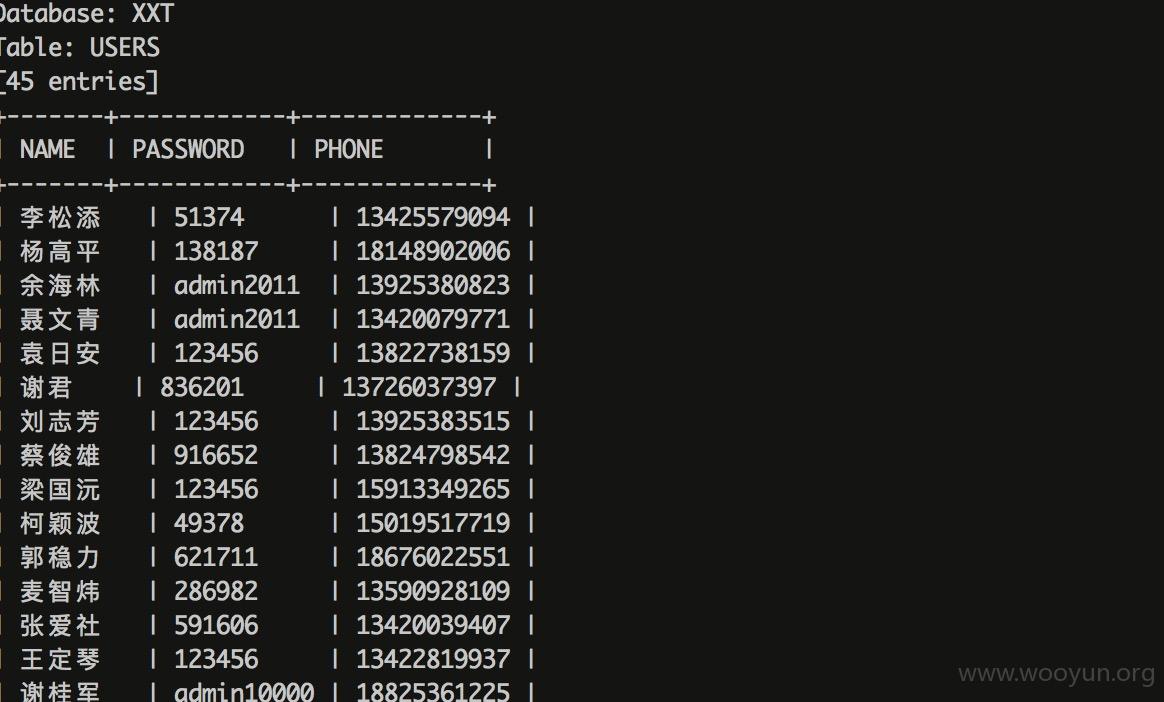 Database: XXT
Table: USERS
[45 entries]
+-------+------------+-------------+
| NAME | PASSWORD | PHONE |
+-------+------------+-------------+
| 李松添 | 51374 | 13425579094 |
| 杨高平 | 138187 | 18148902006 |
| 余海林 | admin2011 | 13925380823 |
| 聂文青 | admin2011 | 13420079771 |
| 袁日安 | 123456 | 13822738159 |
| 谢君 | 836201 | 13726037397 |
| 刘志芳 | 123456 | 13925383515 |
| 蔡俊雄 | 916652 | 13824798542 |
| 梁国沅 | 123456 | 15913349265 |
| 柯颖波 | 49378 | 15019517719 |
| 郭稳力 | 621711 | 18676022551 |
| 麦智炜 | 286982 | 13590928109 |
| 张爱社 | 591606 | 13420039407 |
| 王定琴 | 123456 | 13422819937 |
| 谢桂军 | admin10000 | 18825361225 |
www.wooyun.org